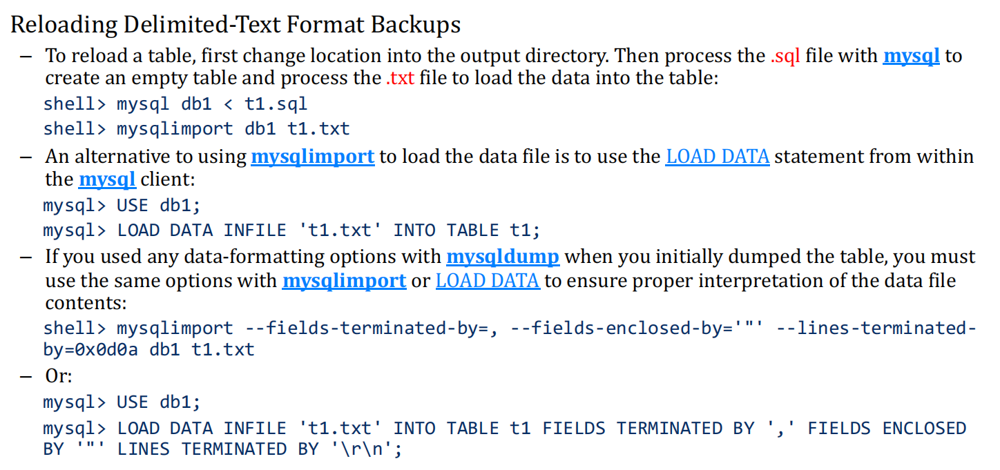 Reloading Delimited-Text Format Backups
– To reload a table, first change location into the output directory. Then process the .sql file with mysql to
create an empty table and process the .txt file to load the data into the table:
shell> mysql db1 < t1.sql
shell> mysqlimport db1 t1.txt
– An alternative to using mysqlimport to load the data file is to use the LOAD DATA statement from within
the mysql client:
mysql> USE db1;
mysql> LOAD DATA INFILE 't1.txt' INTO TABLE t1;
– If you used any data-formatting options with mysqldump when you initially dumped the table, you must
use the same options with mysqlimport or LOAD DATA to ensure proper interpretation of the data file
contents:
shell> mysqlimport --fields-terminated-by=, --fields-enclosed-by='"' --lines-terminated-
by=0x0d0a db1 t1.txt
– Or:
mysql> USE db1;
mysql> LOAD DATA INFILE 't1.txt' INTO TABLE t1 FIELDS TERMINATED BY ',' FIELDS ENCLOSED
BY '"' LINES TERMINATED BY '\r\n';